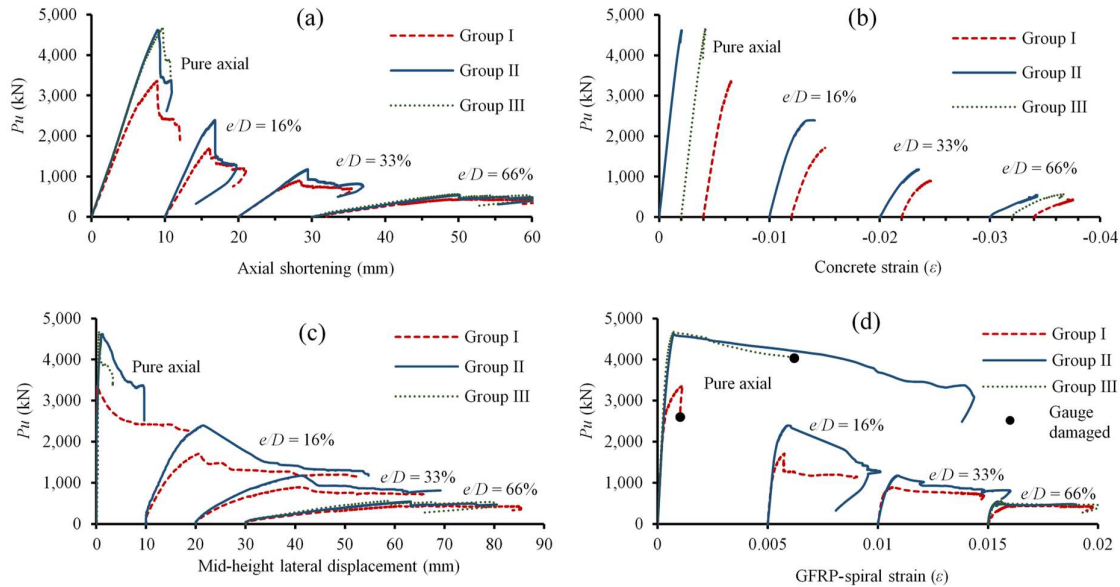 (a)
5,000
4,000
3,000
2,000
1,000
0
Pu (kN)
Pure axial
e/D = 16%
e/D = 33%
e/D = 66%
Group I
Group II
Group III
0 10 20 30 40 50 60
Axial shortening (mm)
(b)
5,000
4,000
3,000
2,000
1,000
0
Pu (kN)
Pure axial
e/D = 16%
e/D = 33%
e/D = 66%
Group I
Group II
Group III
0 -0.01 -0.02 -0.03 -0.04
Concrete strain (ε)
(c)
5,000
4,000
3,000
2,000
1,000
0
Pu (kN)
Pure axial
e/D = 16%
e/D = 33%
e/D = 66%
Group I
Group II
Group III
0 10 20 30 40 50 60 70 80 90
Mid-height lateral displacement (mm)
(d)
5,000
4,000
3,000
2,000
1,000
0
Pu (kN)
Pure axial
e/D = 16%
e/D = 33%
e/D = 66%
Group I
Group II
Group III
Gauge
damaged
0 0.005 0.01 0.015 0.02
GFRP-spiral strain (ε)